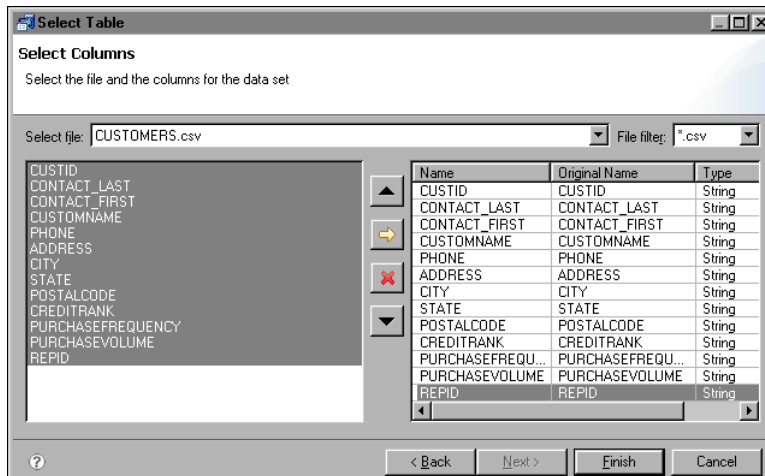 Select Table
Select Columns
Select the file and the columns for the data set
Select file: CUSTOMERS.csv File filter: *.csv
CUSTID
CONTACT_LAST
CONTACT_FIRST
CUSTOMNAME
PHONE
ADDRESS
CITY
STATE
POSTALCODE
CREDITRANK
PURCHASEFREQUENCY
PURCHASEVOLUME
REPID
Name Original Name Type
CUSTID CUSTID String
CONTACT_LAST CONTACT_LAST String
CONTACT_FIRST CONTACT_FIRST String
CUSTOMNAME CUSTOMNAME String
PHONE PHONE String
ADDRESS ADDRESS String
CITY CITY String
STATE STATE String
POSTALCODE POSTALCODE String
CREDITRANK CREDITRANK String
PURCHASEFREQU... PURCHASEFREQU... String
PURCHASEVOLUME PURCHASEVOLUME String
REPID REPID String
? < Back Next > Finish Cancel